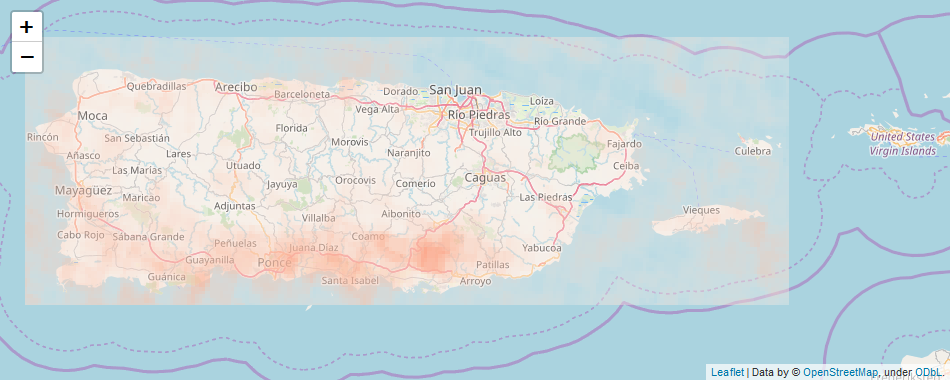 +
−
San Juan
Quebradillas
Arecibo
Barceloneta
Dorado
Loíza
Vega Alta
Moca
Río Piedras
Río Grande
Florida
Trujillo Alto
Rincón
San Sebastián
Morovis
Fajardo
United States
Virgin Islands
Añasco
Lares
Naranjito
Culebra
Las Marías
Utuado
Ceiba
Mayagüez
Jayuya
Orocovis
Comerio
Caguas
Maricao
Adjuntas
Las Piedras
Hormigueros
Villalba
Aibonito
Vieques
Cabo Rojo
Sábana Grande
Peñuelas
Juana Díaz
Coamo
Yabucoa
Guayanilla
Ponce
Patillas
Guánica
Santa Isabel
Arroyo
Leaflet | Data by © OpenStreetMap, under ODbL.